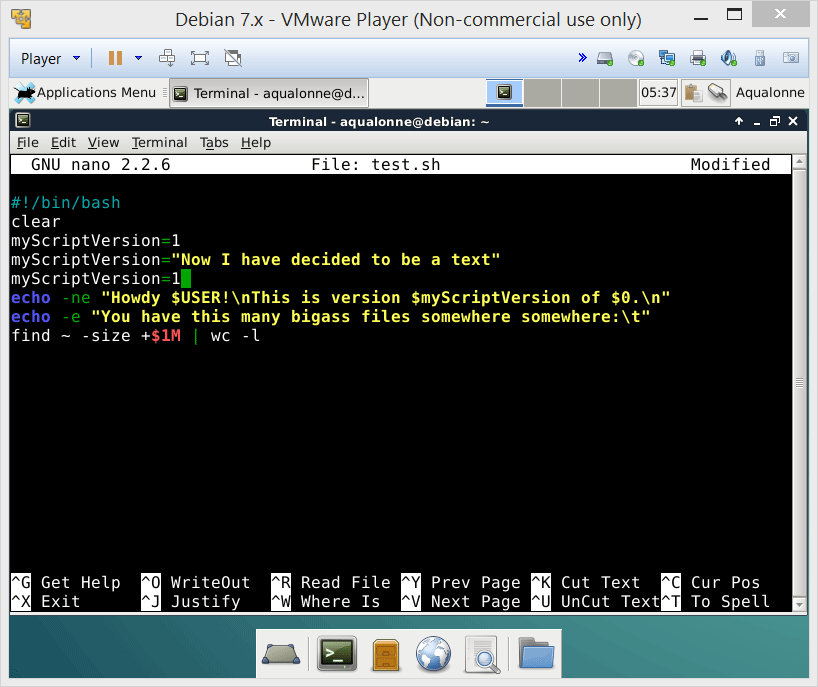 Debian 7.x - VMware Player (Non-commercial use only)
Player
Applications Menu
Terminal - aqualonne@d...
05:37
Aqualonne
Terminal - aqualonne@debian: ~
File Edit View Terminal Tabs Help
GNU nano 2.2.6 File: test.sh Modified
#!/bin/bash
clear
myScriptVersion=1
myScriptVersion="Now I have decided to be a text"
myScriptVersion=1
echo -ne "Howdy $USER!\nThis is version $myScriptVersion of $0.\n"
echo -e "You have this many bigass files somewhere somewhere:\t"
find ~ -size +$1M | wc -l
^G Get Help ^O WriteOut ^R Read File ^Y Prev Page ^K Cut Text ^C Cur Pos
^X Exit ^J Justify ^W Where Is ^V Next Page ^U UnCut Text ^T To Spell